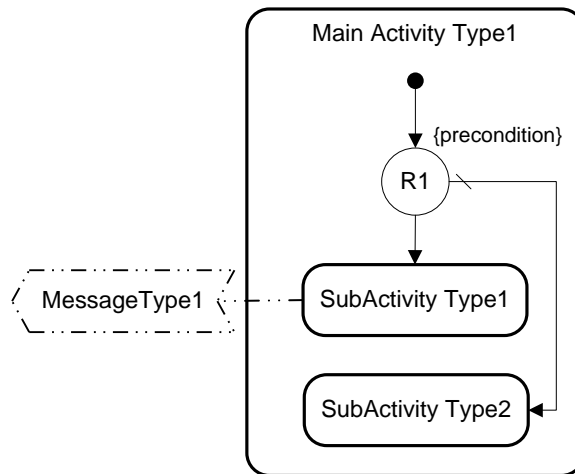 Main Activity Type1
{precondition}
R1
MessageType1
SubActivity Type1
SubActivity Type2